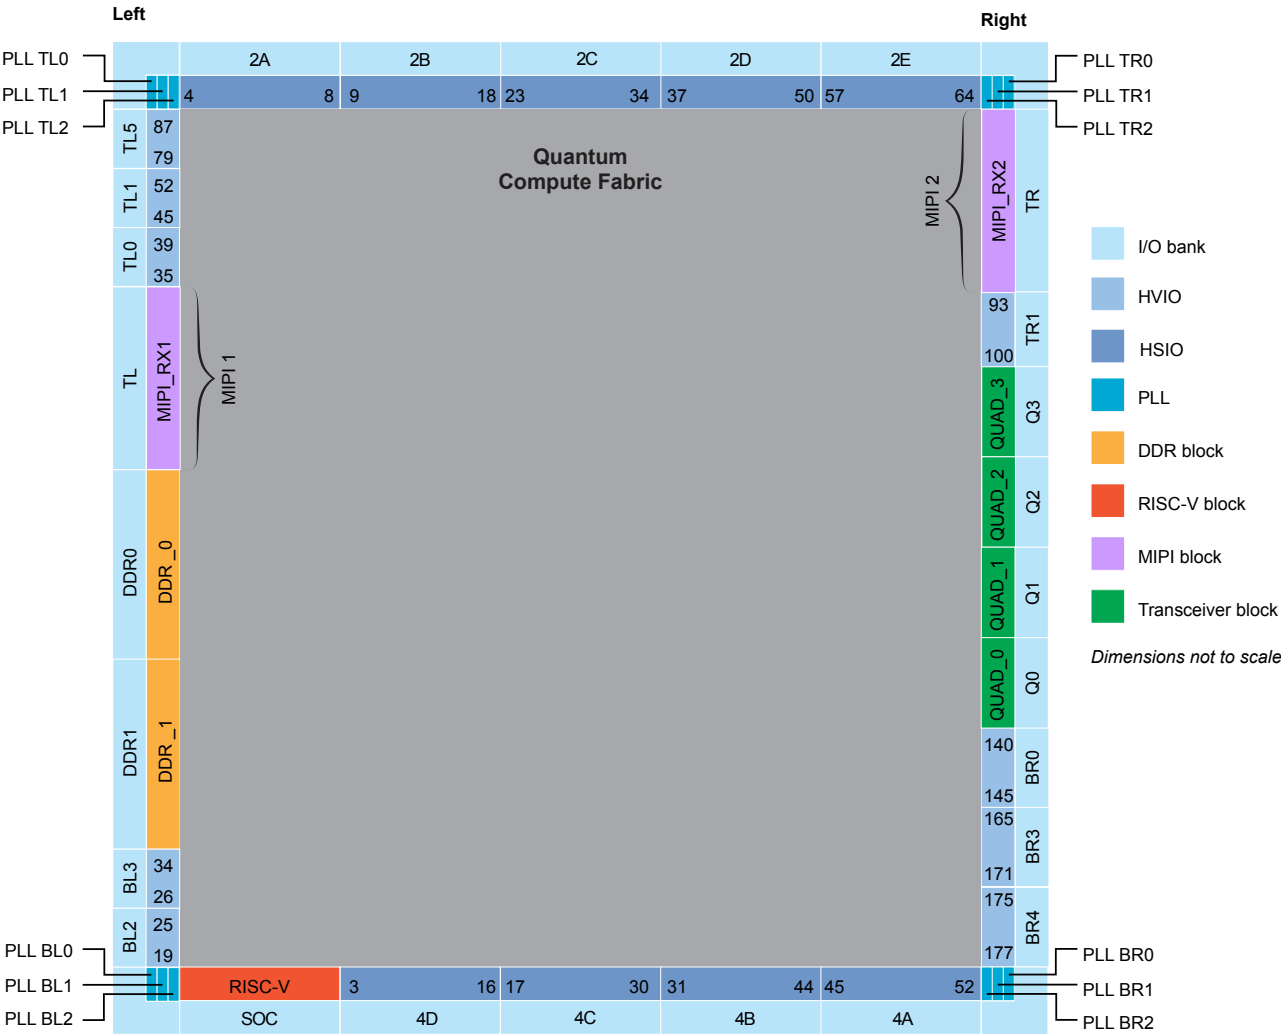 Left
Right
PLL TL0
PLL TL1
PLL TL2
2A
2B
2C
2D
2E
PLL TR0
PLL TR1
PLL TR2
4 8 9 18 23 34 37 50 57 64
Quantum
Compute Fabric
TL5
87
79
TL1
52
45
TL0
39
35
TL
MIPI_RX1
MIPI 1
DDR0
DDR _0
DDR1
DDR _1
BL3
34
26
BL2
25
19
MIPI 2
MIPI_RX2
TR
93
100
TR1
QUAD_3
Q3
QUAD_2
Q2
QUAD_1
Q1
QUAD_0
Q0
140
145
BR0
165
171
BR3
175
177
BR4
PLL BL0
PLL BL1
PLL BL2
RISC-V
3 16 17 30 31 44 45 52
SOC
4D
4C
4B
4A
PLL BR0
PLL BR1
PLL BR2
I/O bank
HVIO
HSIO
PLL
DDR block
RISC-V block
MIPI block
Transceiver block
Dimensions not to scale